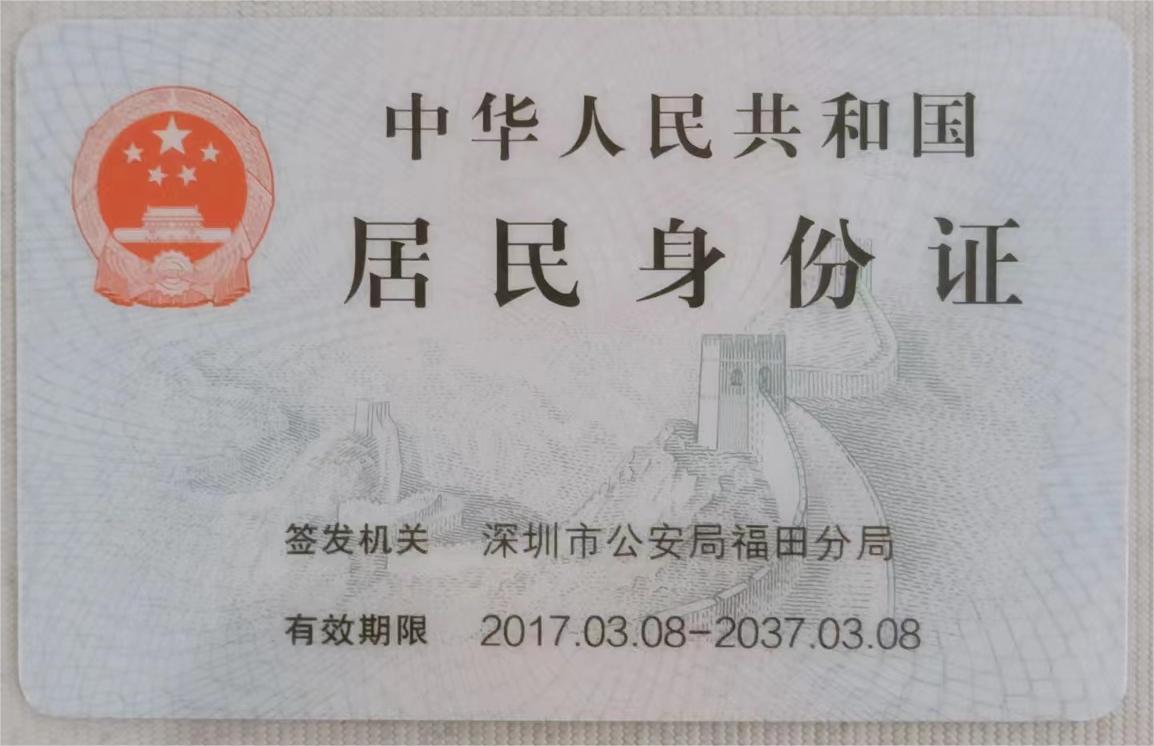 中华人民共和国
居民身份证
签发机关 深圳市公安局福田分局
有效期限 2017.03.08-2037.03.08